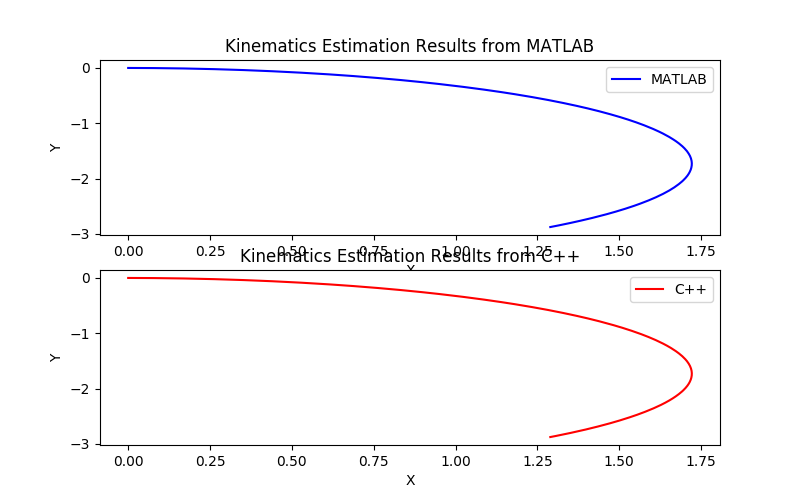 Kinematics Estimation Results from MATLAB
MATLAB
Y
0
−1
−2
−3
0.00 0.25 0.50 0.75 1.00 1.25 1.50 1.75
X
Kinematics Estimation Results from C++
C++
Y
0
−1
−2
−3
0.00 0.25 0.50 0.75 1.00 1.25 1.50 1.75
X